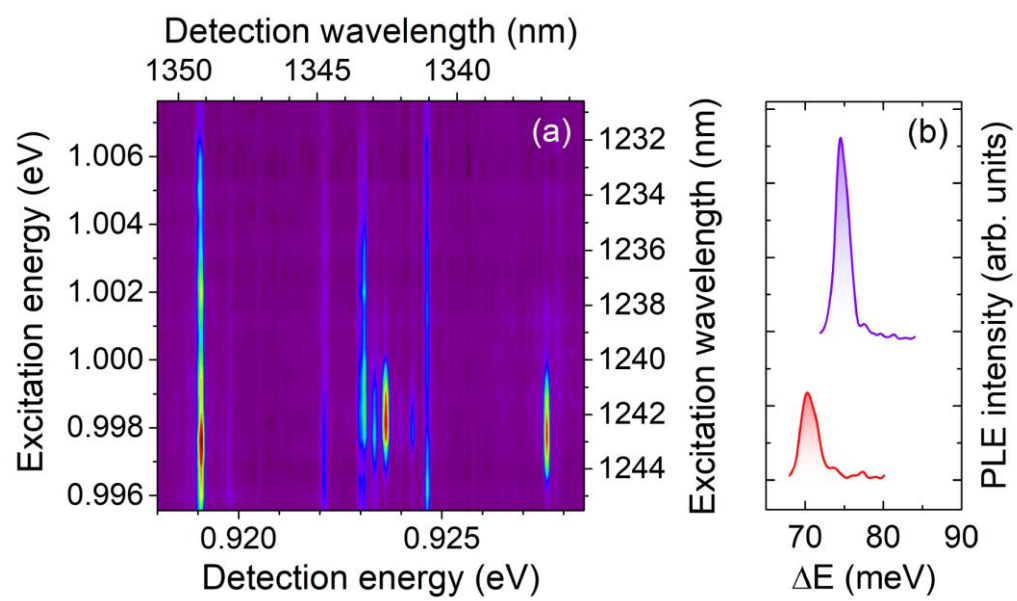 Detection wavelength (nm)
1350 1345 1340
(a)
Excitation energy (eV)
1.006
1.004
1.002
1.000
0.998
0.996
1232
1234
1236
1238
1240
1242
1244
Excitation wavelength (nm)
0.920 0.925
Detection energy (eV)
(b)
PLE intensity (arb. units)
70 80 90
ΔE (meV)